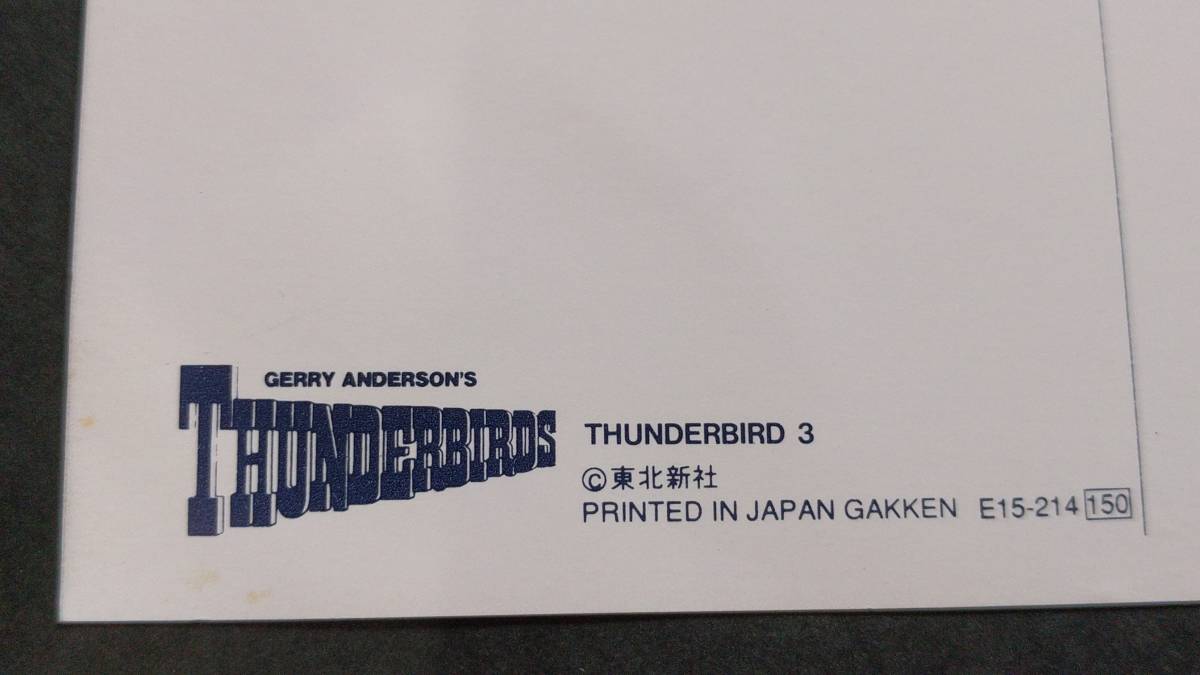 GERRY ANDERSON'S
THUNDERBIRDS
THUNDERBIRD 3
©東北新社
PRINTED IN JAPAN GAKKEN E15-214 150